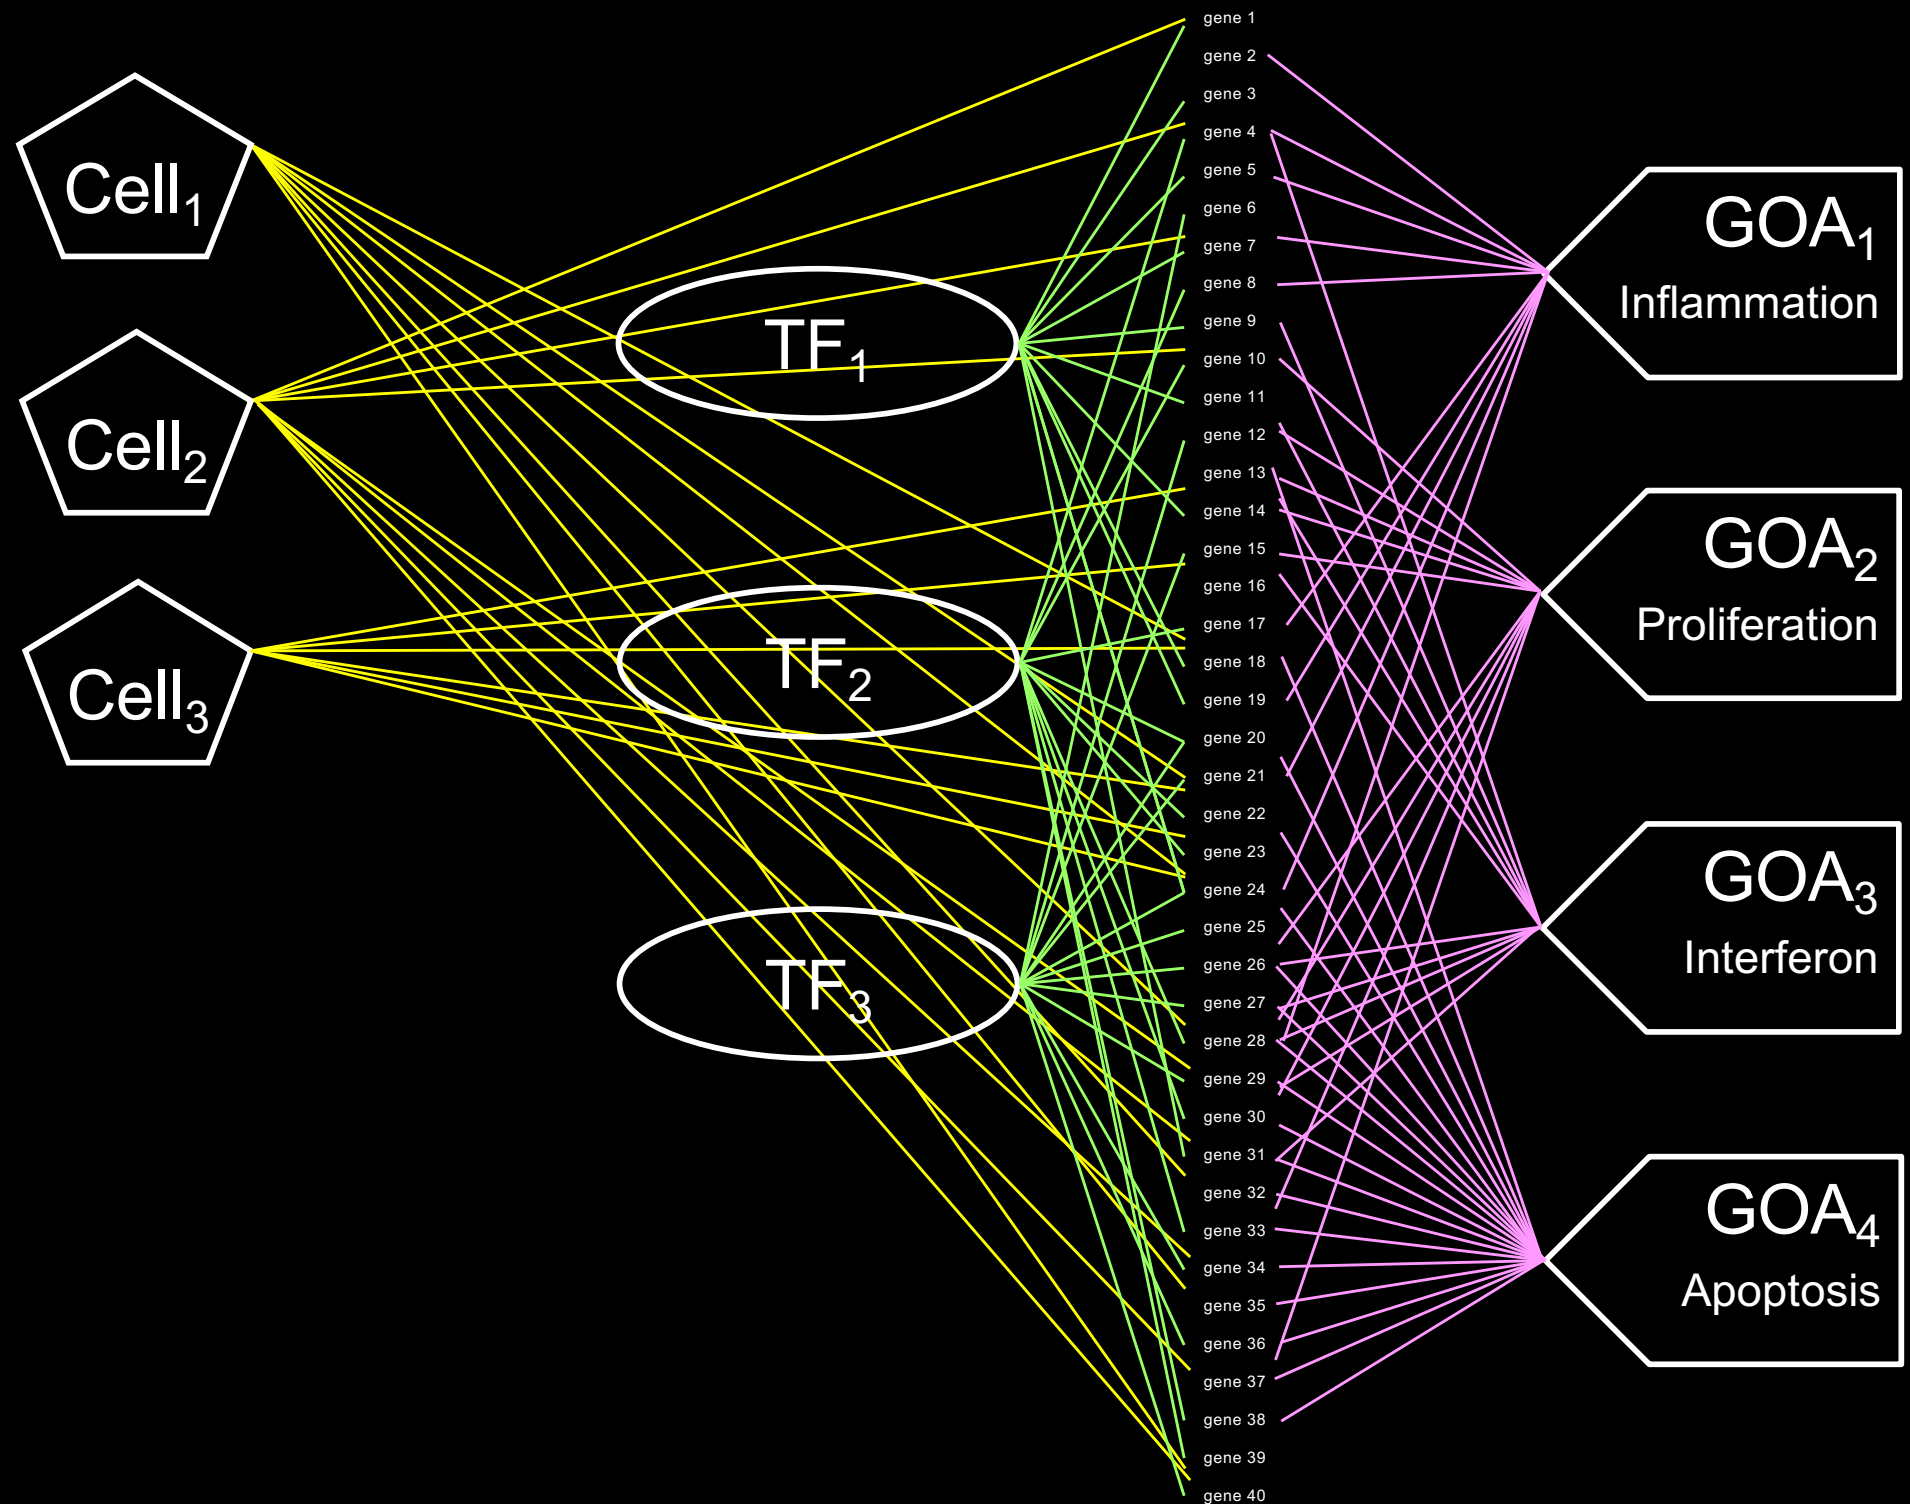 Cell1
Cell2
Cell3
TF1
TF2
TF3
gene 1
gene 2
gene 3
gene 4
gene 5
gene 6
gene 7
gene 8
gene 9
gene 10
gene 11
gene 12
gene 13
gene 14
gene 15
gene 16
gene 17
gene 18
gene 19
gene 20
gene 21
gene 22
gene 23
gene 24
gene 25
gene 26
gene 27
gene 28
gene 29
gene 30
gene 31
gene 32
gene 33
gene 34
gene 35
gene 36
gene 37
gene 38
gene 39
gene 40
GOA1
Inflammation
GOA2
Proliferation
GOA3
Interferon
GOA4
Apoptosis